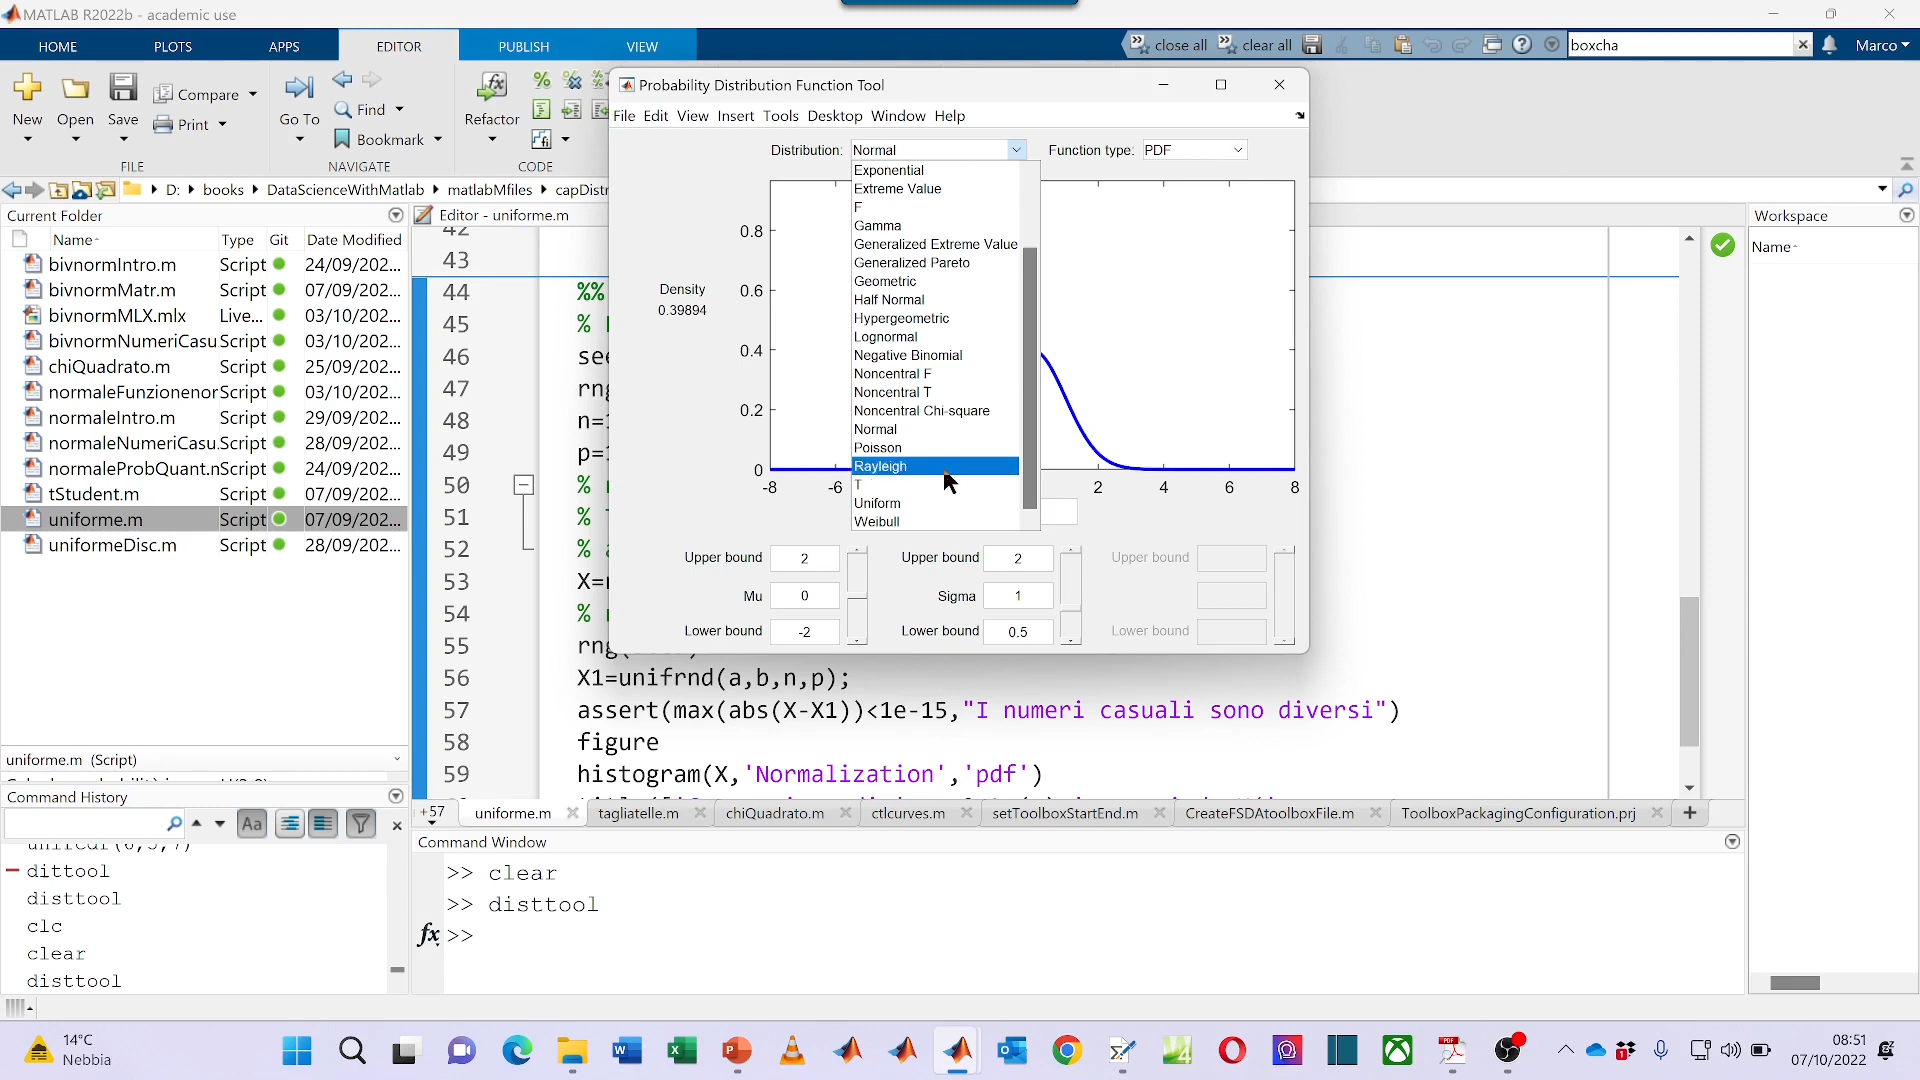 MATLAB R2022b - academic use
HOME PLOTS APPS EDITOR PUBLISH VIEW
close all clear all boxcha Marco
New Open Save Compare Print FILE
Go To Find Bookmark NAVIGATE
Refactor CODE
D: books DataScienceWithMatlab matlabMfiles capDistr
Current Folder
Name Type Git Date Modified
bivnormIntro.m Script 24/09/202...
bivnormMatr.m Script 07/09/202...
bivnormMLX.mlx Live... 03/10/202...
bivnormNumeriCasu Script 03/10/202...
chiQuadrato.m Script 25/09/202...
normaleFunzionenor Script 03/10/202...
normaleIntro.m Script 29/09/202...
normaleNumeriCasu Script 28/09/202...
normaleProbQuant.n Script 24/09/202...
tStudent.m Script 07/09/202...
uniforme.m Script 07/09/202...
uniformeDisc.m Script 28/09/202...
uniforme.m (Script)
Command History
Aa
dittool
disttool
clc
clear
disttool
Editor - uniforme.m
42
43
44 %%
45 %
46 see
47 rng
48 n=
49 p=
50 %
51 %
52 %
53 X=
54 %
55 rng
56 X1=unifrnd(a,b,n,p);
57 assert(max(abs(X-X1))<1e-15,"I numeri casuali sono diversi")
58 figure
59 histogram(X,'Normalization','pdf')
Probability Distribution Function Tool
File Edit View Insert Tools Desktop Window Help
Distribution: Normal Function type: PDF
Exponential
Extreme Value
F
Gamma
Generalized Extreme Value
Generalized Pareto
Geometric
Half Normal
Hypergeometric
Lognormal
Negative Binomial
Noncentral F
Noncentral T
Noncentral Chi-square
Normal
Poisson
Rayleigh
T
Uniform
Weibull
Density
0.39894
0.8
0.6
0.4
0.2
0
-8 -6 2 4 6 8
Upper bound 2 Upper bound 2 Upper bound
Mu 0 Sigma 1
Lower bound -2 Lower bound 0.5 Lower bound
+57 uniforme.m tagliatelle.m chiQuadrato.m ctlcurves.m setToolboxStartEnd.m CreateFSDAtoolboxFile.m ToolboxPackagingConfiguration.prj
Command Window
>> clear
>> disttool
fx >>
Workspace
Name
14°C
Nebbia
08:51
07/10/2022